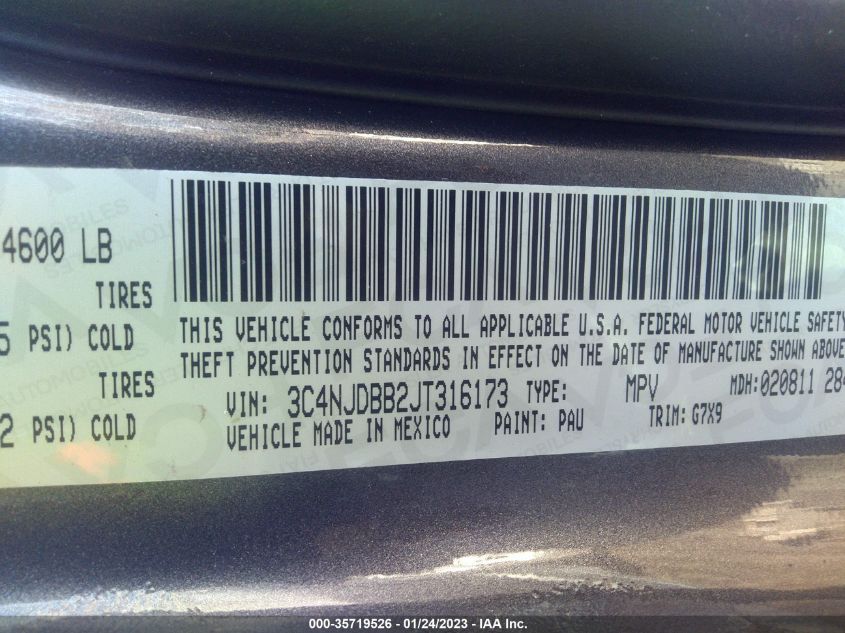 4600 LB
TIRES
5 PSI) COLD
TIRES
2 PSI) COLD
THIS VEHICLE CONFORMS TO ALL APPLICABLE U.S.A. FEDERAL MOTOR VEHICLE SAFETY
THEFT PREVENTION STANDARDS IN EFFECT ON THE DATE OF MANUFACTURE SHOWN ABOVE
VIN: 3C4NJDBB2JT316173 TYPE: MPV MDH:020811 284
VEHICLE MADE IN MEXICO PAINT: PAU TRIM: G7X9
000-35719526 - 01/24/2023 - IAA Inc.